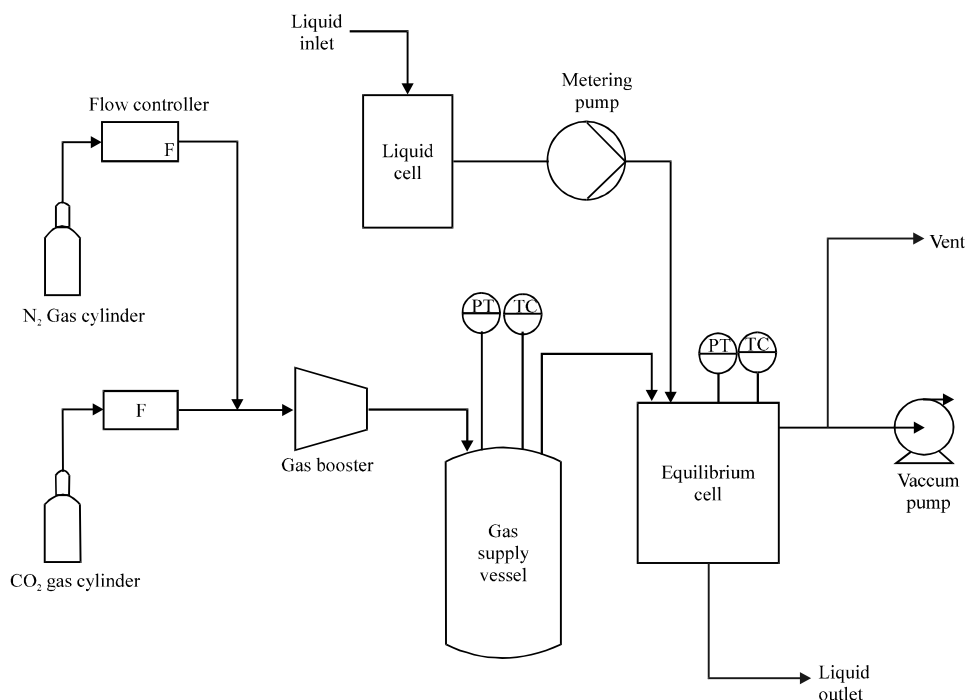 Liquid
inlet
Metering
pump
Flow controller
F
Liquid
cell
N₂ Gas cylinder
Vent
PT
TC
PT
TC
F
Gas booster
Equilibrium
cell
Vaccum
pump
Gas
supply
vessel
CO₂ gas cylinder
Liquid
outlet